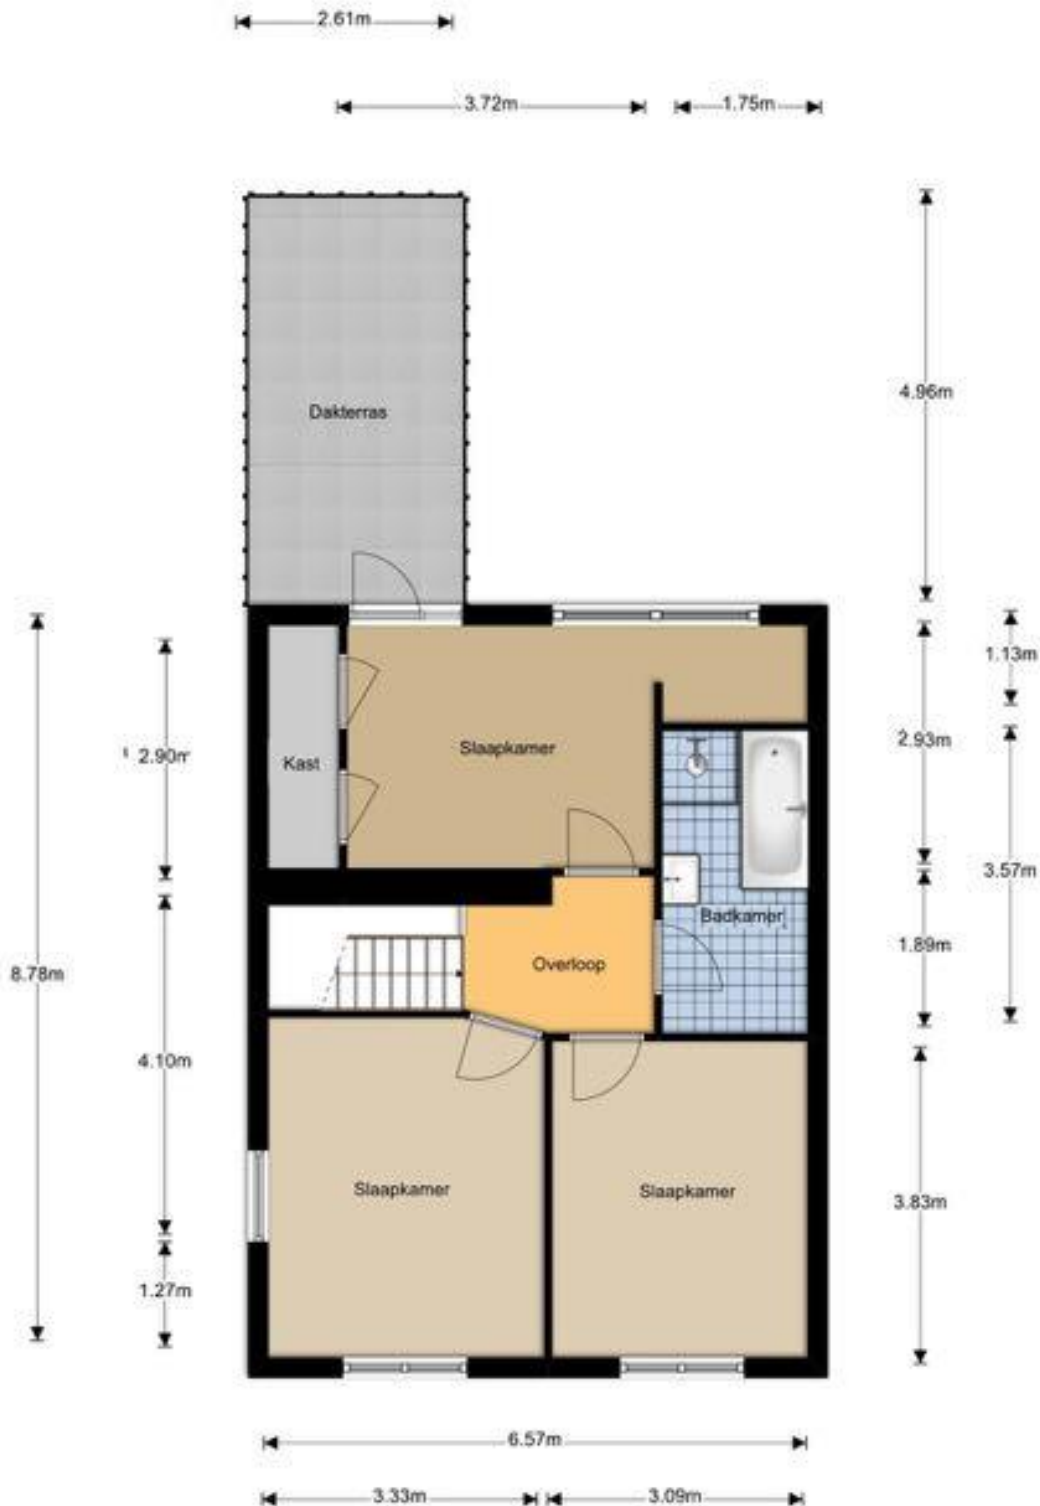 2.61m
3.72m
1.75m
4.96m
Dakterras
1.13m
2.93m
2.90m
Slaapkamer
Kast
3.57m
Badkamer
1.89m
Overloop
8.78m
4.10m
Slaapkamer
Slaapkamer
3.83m
1.27m
6.57m
3.33m
3.09m